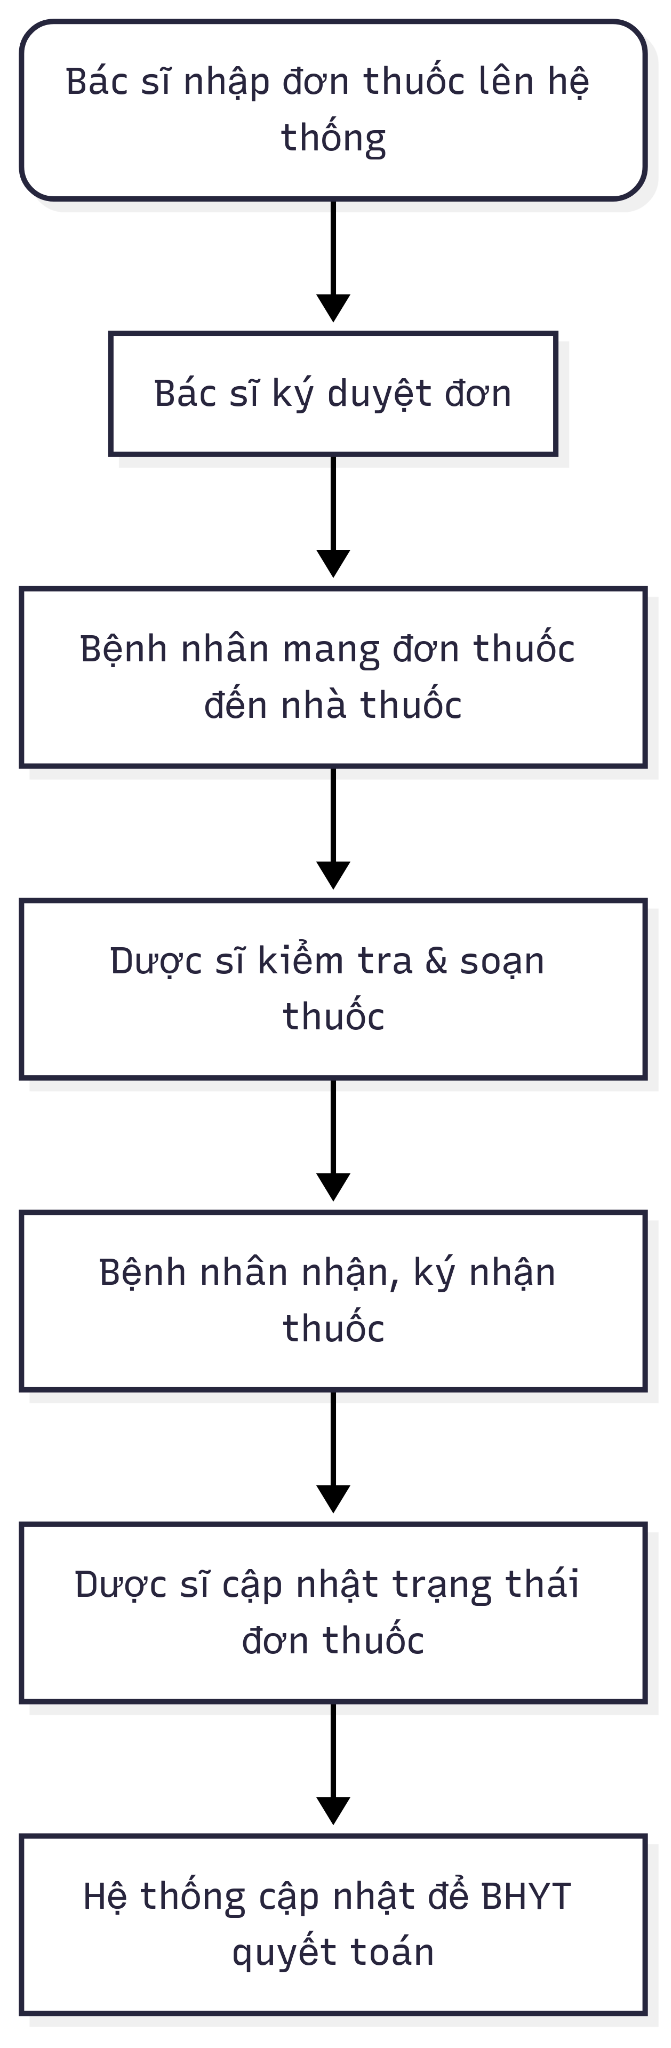 Bác sĩ nhập đơn thuốc lên hệ
thống
Bác sĩ ký duyệt đơn
Bệnh nhân mang đơn thuốc
đến nhà thuốc
Dược sĩ kiểm tra & soạn
thuốc
Bệnh nhân nhận, ký nhận
thuốc
Dược sĩ cập nhật trạng thái
đơn thuốc
Hệ thống cập nhật để BHYT
quyết toán